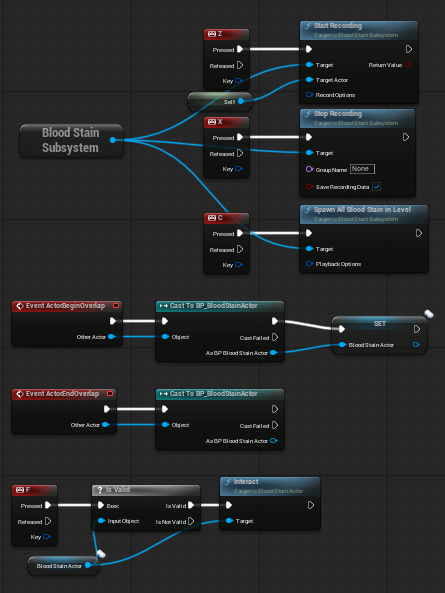 Z
Pressed
Released
Key
Start Recording
Target is Blood Stain Subsystem
Target
Return Value
Target Actor
Record Options
Self
Blood Stain
Subsystem
X
Pressed
Released
Key
Stop Recording
Target is Blood Stain Subsystem
Target
Group Name None
Save Recording Data
C
Pressed
Released
Key
Spawn All Blood Stain in Level
Target is Blood Stain Subsystem
Target
Playback Options
Event ActorBeginOverlap
Other Actor
Cast To BP_BloodStainActor
Object
Cast Failed
As BP Blood Stain Actor
SET
Blood Stain Actor
Event ActorEndOverlap
Other Actor
Cast To BP_BloodStainActor
Object
Cast Failed
As BP Blood Stain Actor
F
Pressed
Released
Key
? Is Valid
Exec
Is Valid
Input Object
Is Not Valid
Interact
Target is Blood Stain Actor
Target
Blood Stain Actor